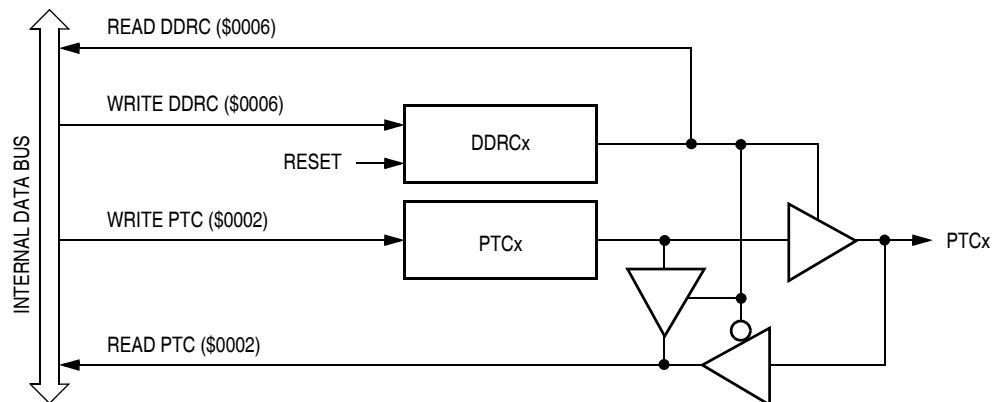 READ DDRC ($0006)
WRITE DDRC ($0006)
DDRCx
RESET
WRITE PTC ($0002)
PTCx
PTCx
READ PTC ($0002)
INTERNAL DATA BUS